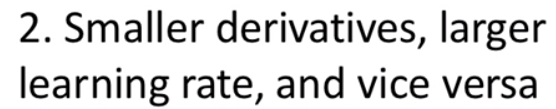 2. Smaller derivatives, larger
learning rate, and vice versa